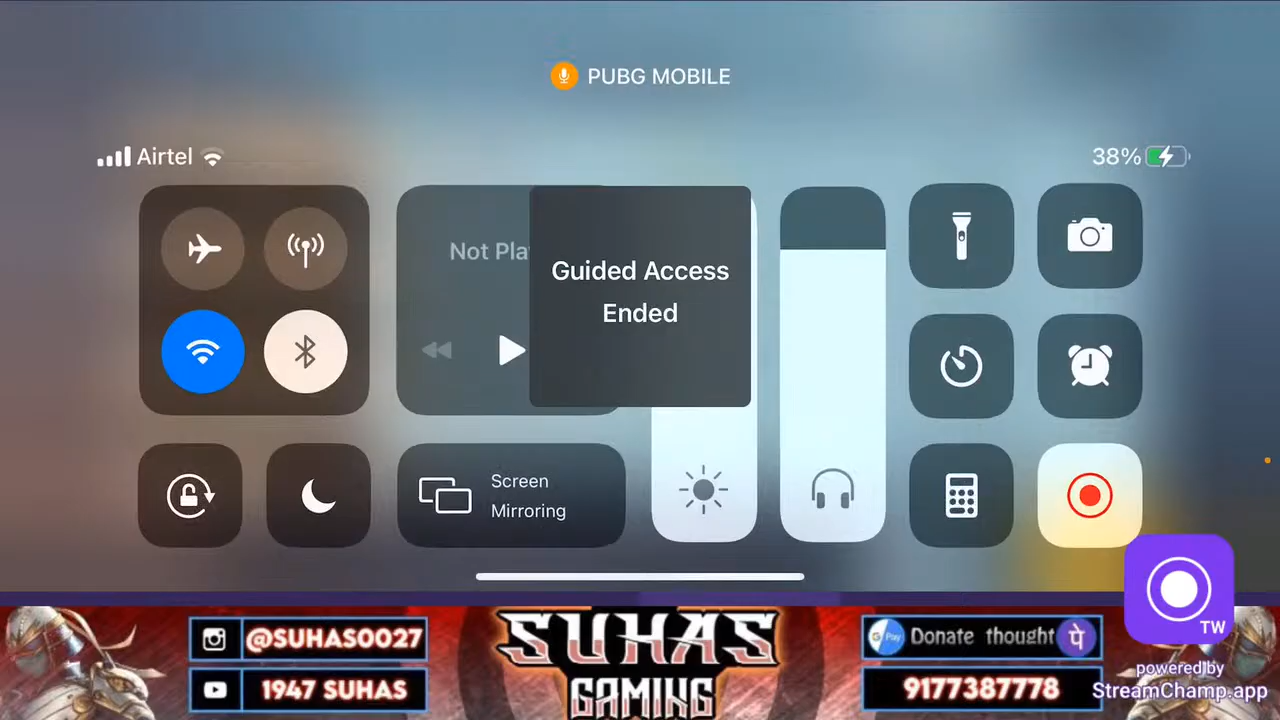 PUBG MOBILE
Airtel
38%
Not Pla
Guided Access
Ended
Screen
Mirroring
TW
powered by
StreamChamp.app
@SUHAS0027
1947 SUHAS
SUHAS
GAMING
G Pay Donate thought पे
9177387778